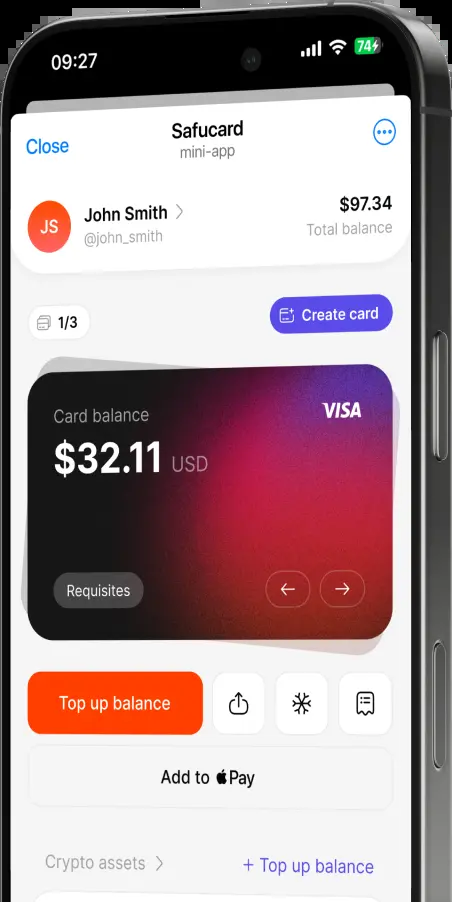 09:27
74
Close
Safucard
mini-app
JS
John Smith
@john_smith
$97.34
Total balance
1/3
Create card
Card balance
VISA
$32.11 USD
Requisites
Top up balance
Add to Pay
Crypto assets
+ Top up balance